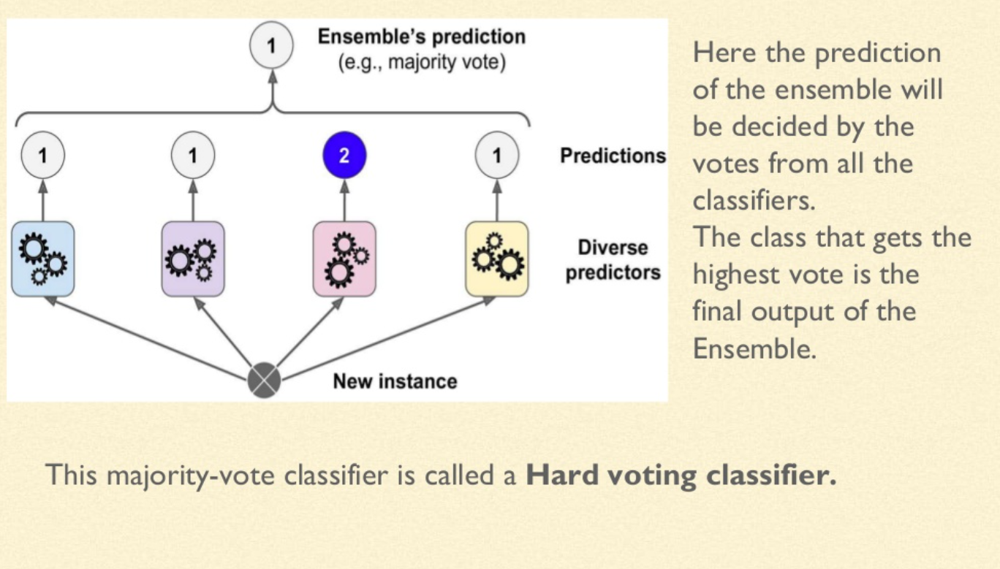 1
Ensemble's prediction
(e.g., majority vote)
1
1
2
1
Predictions
Diverse
predictors
New instance
Here the prediction
of the ensemble will
be decided by the
votes from all the
classifiers.
The class that gets the
highest vote is the
final output of the
Ensemble.
This majority-vote classifier is called a Hard voting classifier.